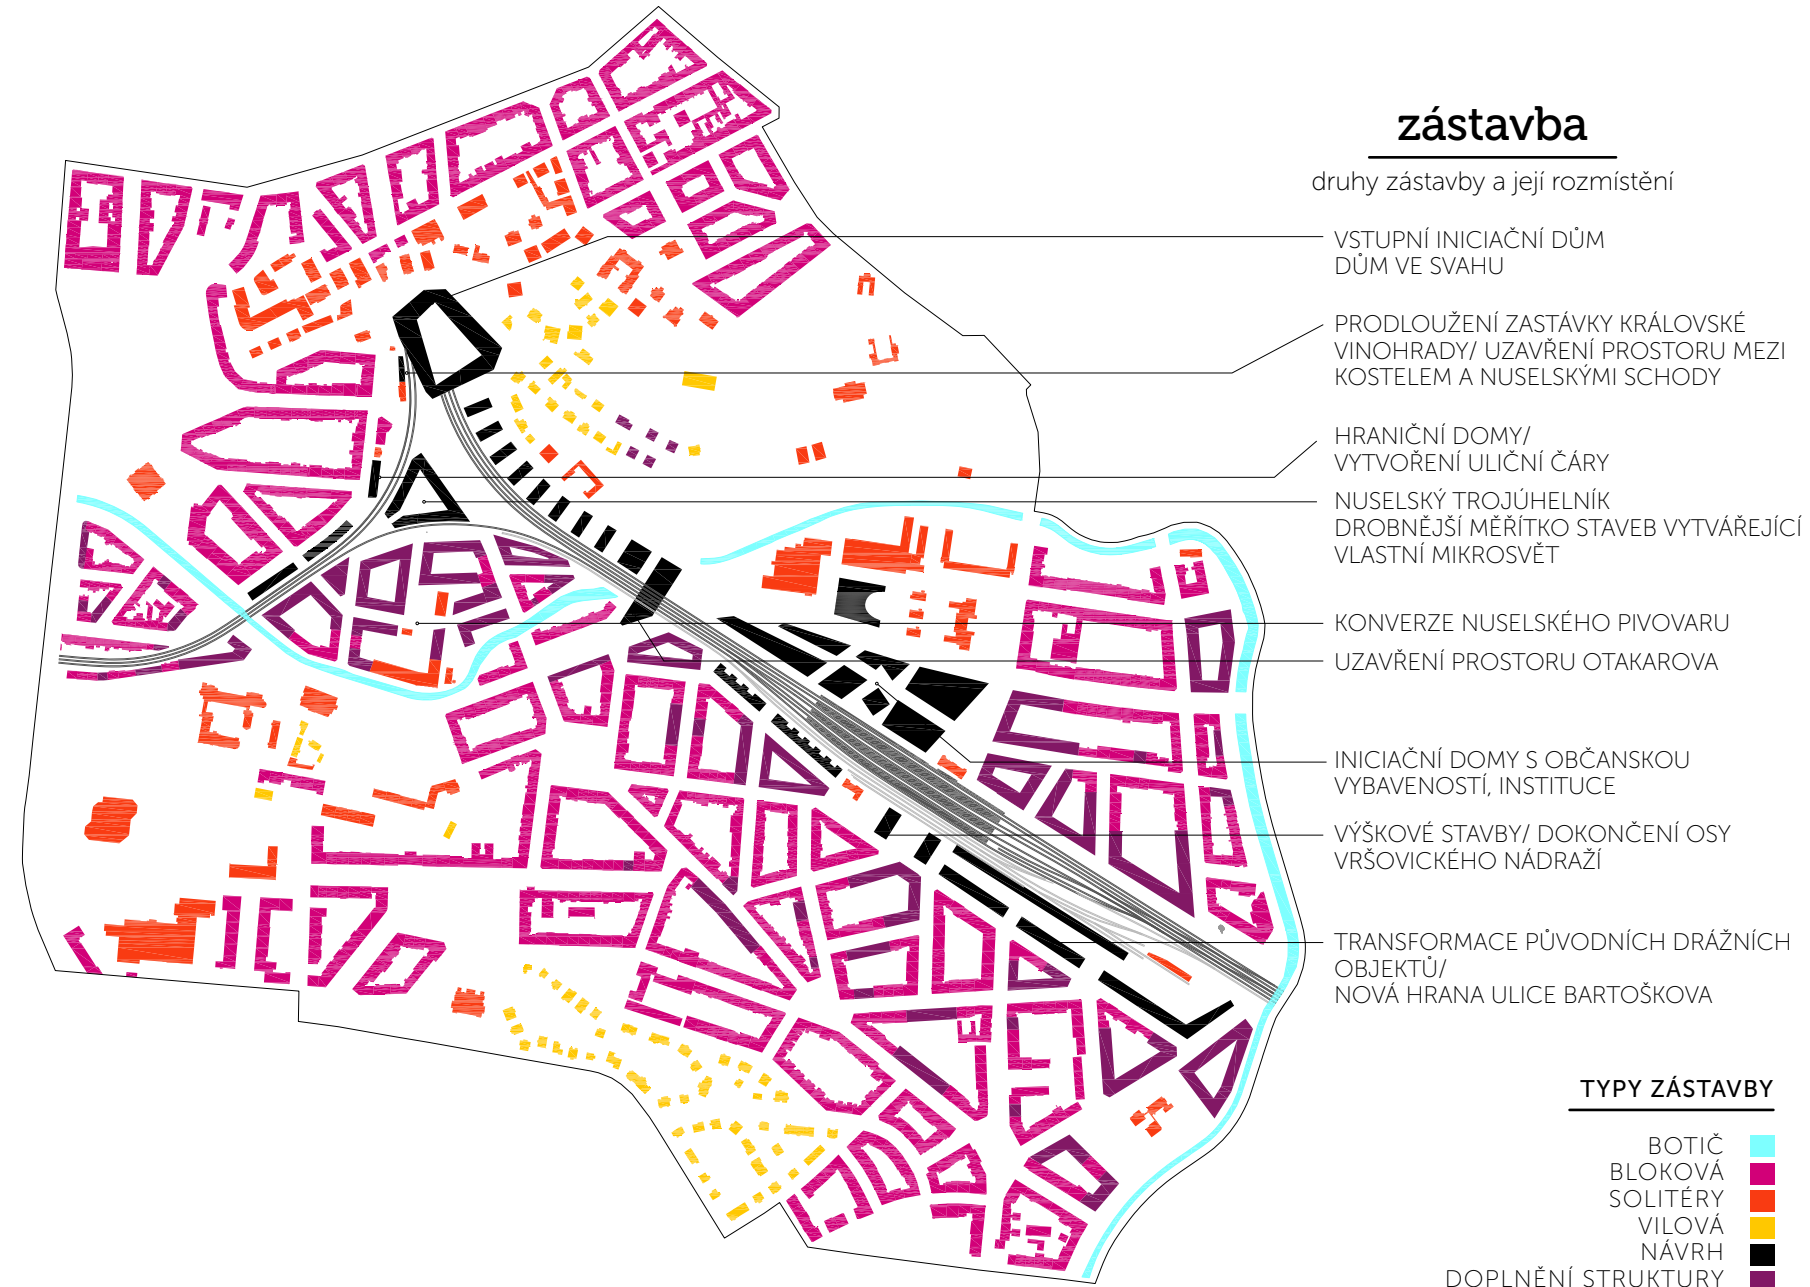 zástavba
druhy zástavby a její rozmístění
VSTUPNÍ INICIAČNÍ DŮM
DŮM VE SVAHU
PRODLOUŽENÍ ZASTÁVKY KRÁLOVSKÉ
VINOHRADY/ UZAVŘENÍ PROSTORU MEZI
KOSTELEM A NUSELSKÝMI SCHODY
HRANIČNÍ DOMY/
VYTVOŘENÍ ULIČNÍ ČÁRY
NUSELSKÝ TROJÚHELNÍK
DROBNĚJŠÍ MĚŘÍTKO STAVEB VYTVÁŘEJÍCÍ
VLASTNÍ MIKROSVĚT
KONVERZE NUSELSKÉHO PIVOVARU
UZAVŘENÍ PROSTORU OTAKAROVA
INICIAČNÍ DOMY S OBČANSKOU
VYBAVENOSTÍ, INSTITUCE
VÝŠKOVÉ STAVBY/ DOKONČENÍ OSY
VRŠOVICKÉHO NÁDRAŽÍ
TRANSFORMACE PŮVODNÍCH DRÁŽNÍCH
OBJEKTŮ/
NOVÁ HRANA ULICE BARTOŠKOVA
TYPY ZÁSTAVBY
BOTIČ
BLOKOVÁ
SOLITÉRY
VILOVÁ
NÁVRH
DOPLNĚNÍ STRUKTURY